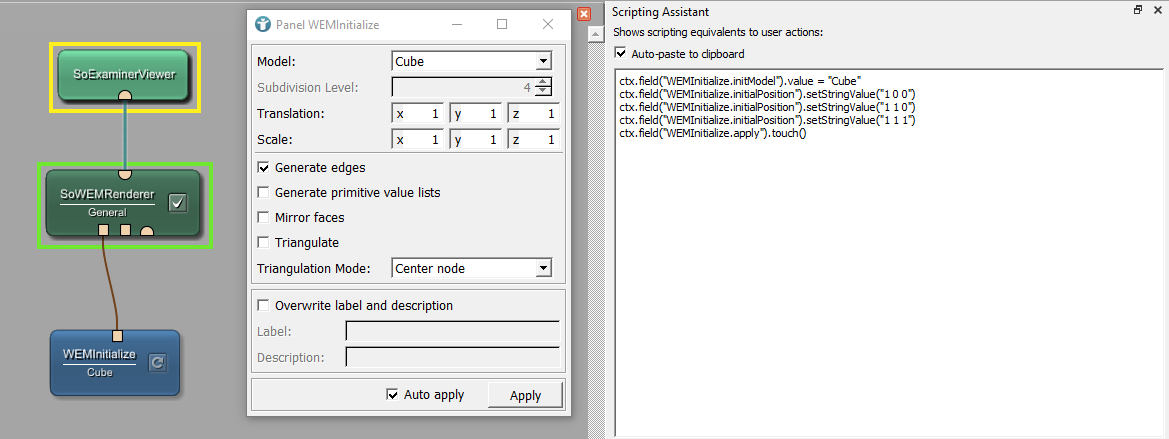 SoExaminerViewer
SoWEMRenderer
General
WEMInitialize
Cube
Panel WEMInitialize
Model: Cube
Subdivision Level: 4
Translation: x 1 y 1 z 1
Scale: x 1 y 1 z 1
Generate edges
Generate primitive value lists
Mirror faces
Triangulate
Triangulation Mode: Center node
Overwrite label and description
Label:
Description:
Auto apply Apply
Scripting Assistant
Shows scripting equivalents to user actions:
Auto-paste to clipboard
ctx.field("WEMInitialize.initModel").value = "Cube"
ctx.field("WEMInitialize.initialPosition").setStringValue("1 0 0")
ctx.field("WEMInitialize.initialPosition").setStringValue("1 1 0")
ctx.field("WEMInitialize.initialPosition").setStringValue("1 1 1")
ctx.field("WEMInitialize.apply").touch()